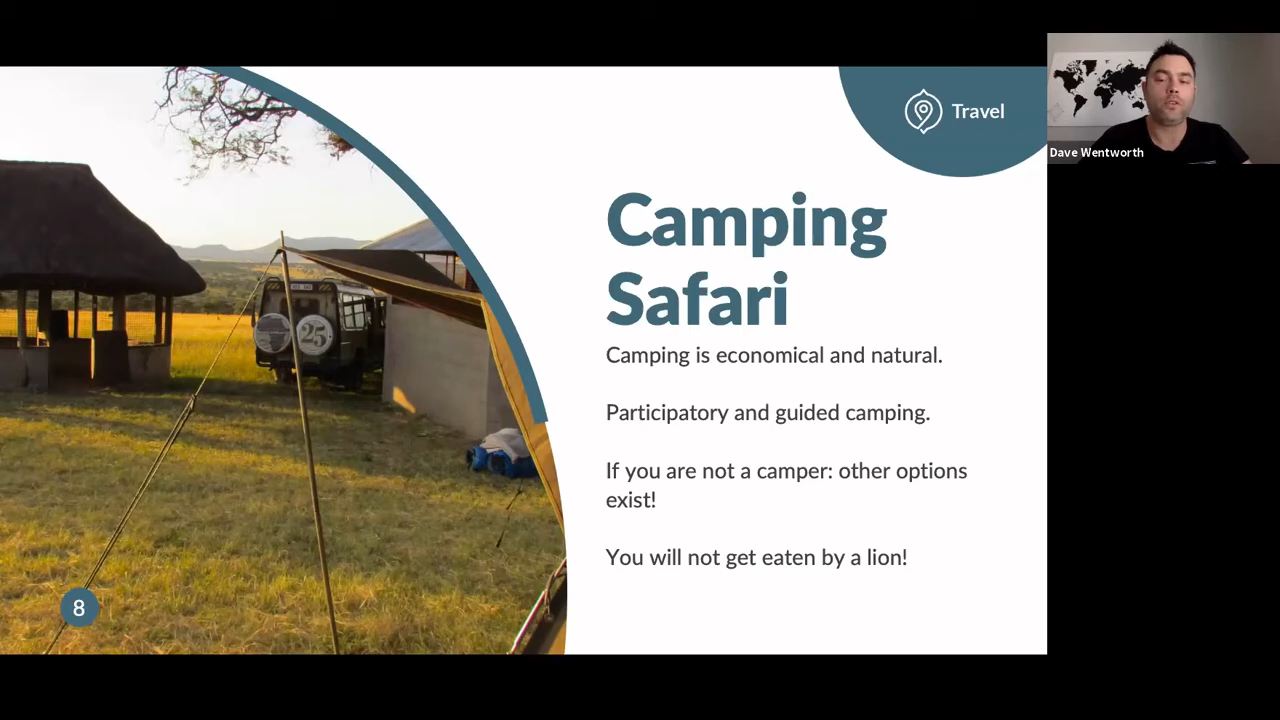 Travel
Dave Wentworth
Camping
Safari
Camping is economical and natural.
Participatory and guided camping.
If you are not a camper: other options
exist!
You will not get eaten by a lion!
25
8